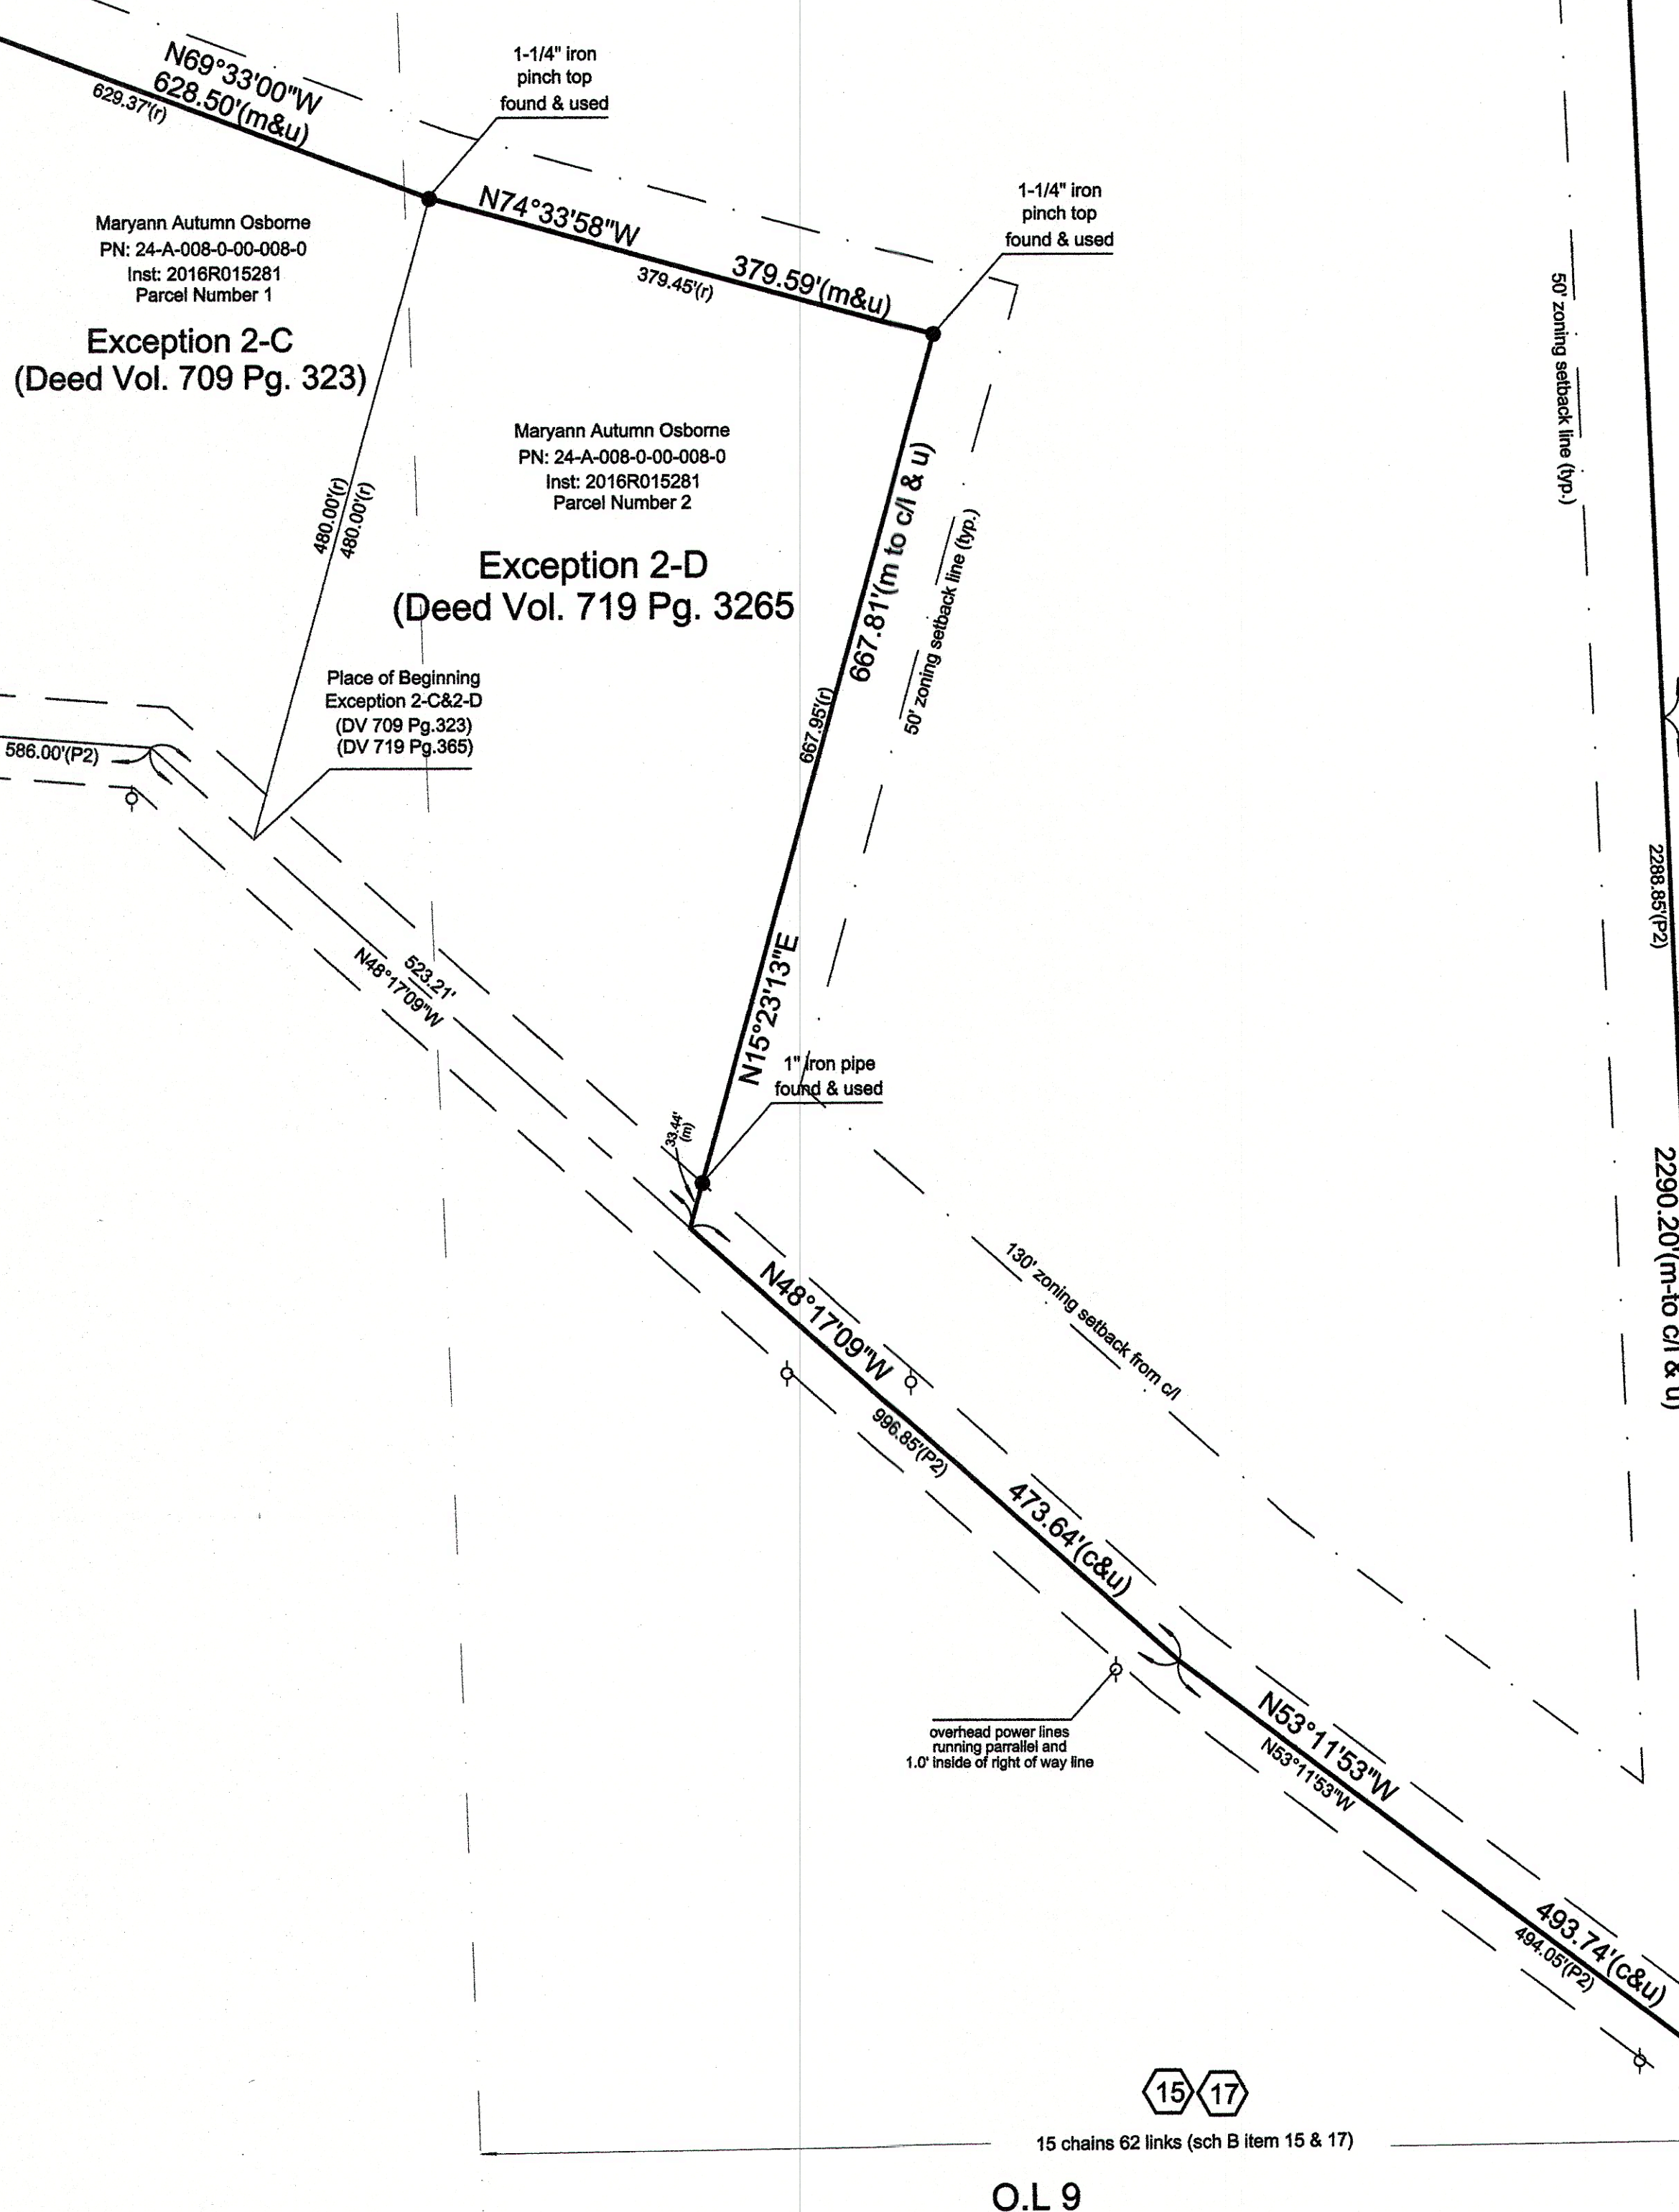 N69°33'00"W
628.50'(m&u)
629.37'(r)
1-1/4" iron
pinch top
found & used
N74°33'58"W
379.59'(m&u)
379.45'(r)
1-1/4" iron
pinch top
found & used
Maryann Autumn Osborne
PN: 24-A-008-0-00-008-0
Inst: 2016R015281
Parcel Number 1
Exception 2-C
(Deed Vol. 709 Pg. 323)
480.00'(r)
480.00'(r)
Maryann Autumn Osborne
PN: 24-A-008-0-00-008-0
Inst: 2016R015281
Parcel Number 2
Exception 2-D
(Deed Vol. 719 Pg. 3265
667.81'(m to c/l & u)
667.95'(r)
N15°23'13"E
50' zoning setback line (typ.)
50' zoning setback line (typ.)
2288.85'(P2)
2290.20'(m-to c/l & u)
Place of Beginning
Exception 2-C&2-D
(DV 709 Pg.323)
(DV 719 Pg.365)
586.00'(P2)
523.21'
N48°17'09"W
1" iron pipe
found & used
33.44'
(m)
N48°17'09"W
996.85'(P2)
473.64'(c&u)
130' zoning setback from c/l
overhead power lines
running parrallel and
1.0' inside of right of way line
N53°11'53"W
N53°11'53"W
493.74'(c&u)
494.05'(P2)
15 17
15 chains 62 links (sch B item 15 & 17)
O.L 9